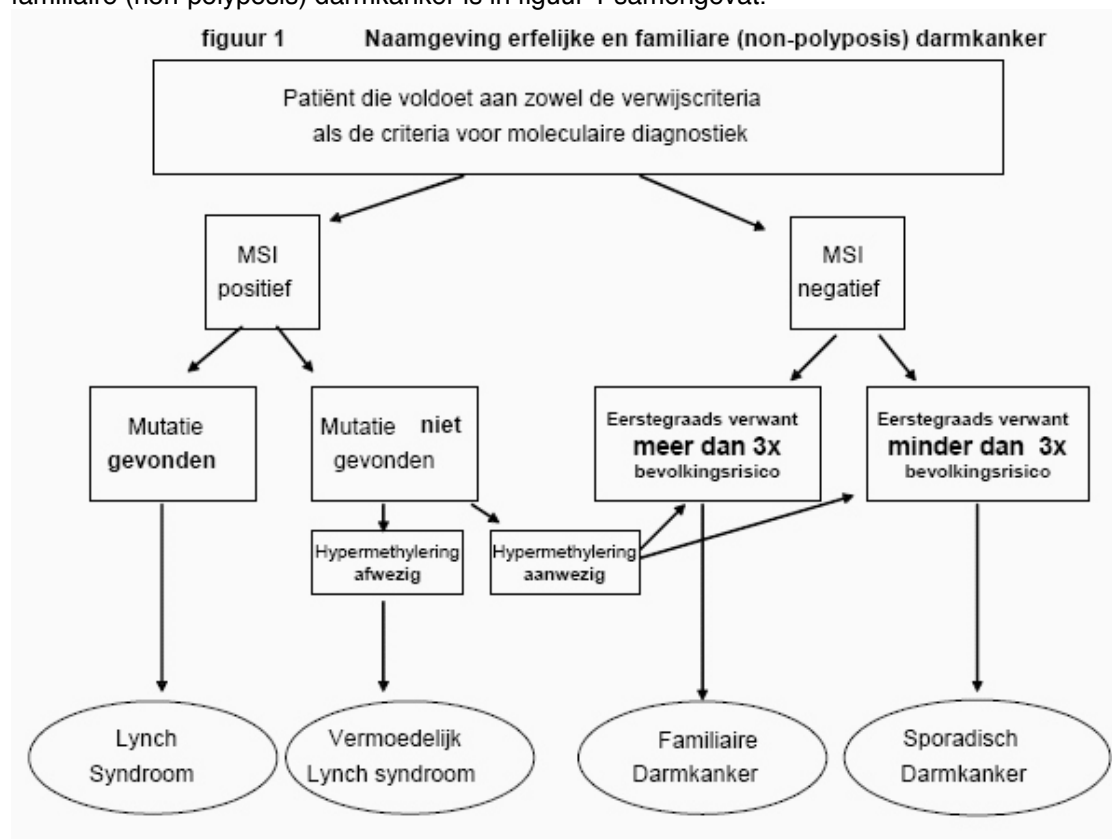 familiaire (non-polyposis) darmkanker is in figuur 1 samengevat.
figuur 1 Naamgeving erfelijke en familiare (non-polyposis) darmkanker
Patiënt die voldoet aan zowel de verwijscriteria
als de criteria voor moleculaire diagnostiek
MSI
positief
MSI
negatief
Mutatie
gevonden
Mutatie niet
gevonden
Eerstegraads verwant
meer dan 3x
bevolkingsrisico
Eerstegraads verwant
minder dan 3x
bevolkingsrisico
Hypermethylering
afwezig
Hypermethylering
aanwezig
Lynch
Syndroom
Vermoedelijk
Lynch syndroom
Familiaire
Darmkanker
Sporadisch
Darmkanker